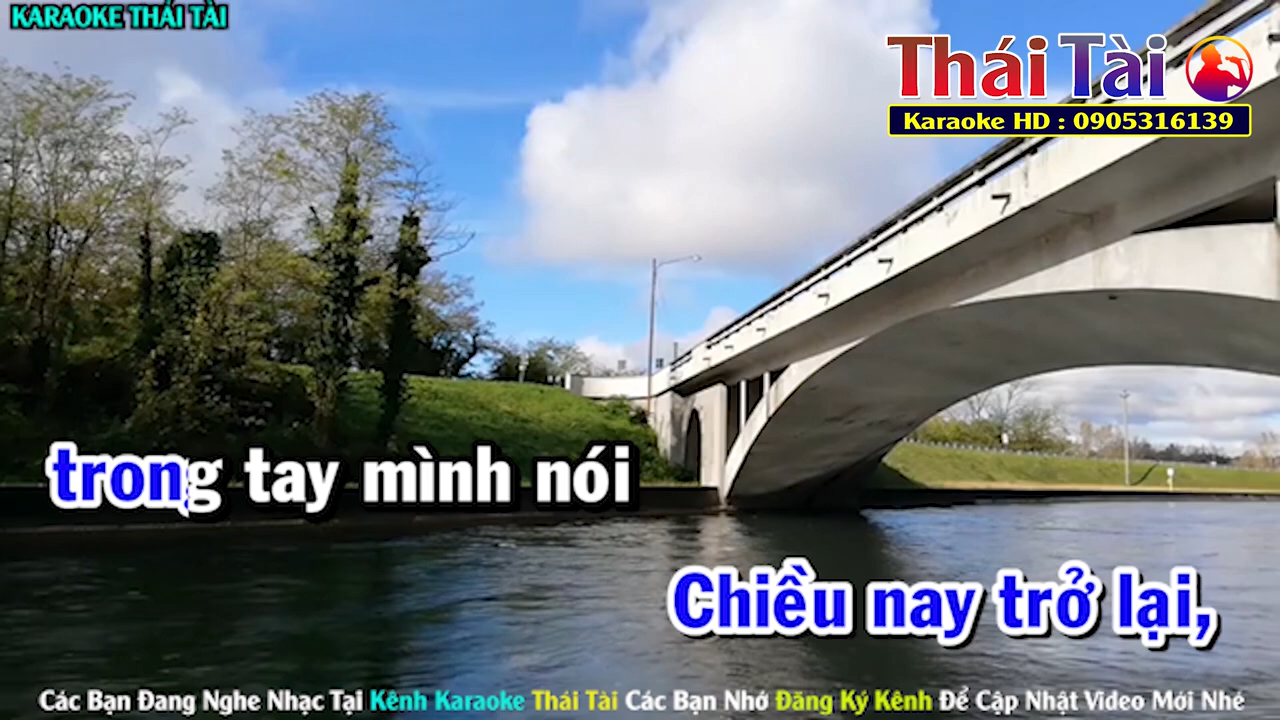 KARAOKE THÁI TÀI
Thái Tài
Karaoke HD : 0905316139
trong tay mình nói
Chiều nay trở lại,
Các Bạn Đang Nghe Nhạc Tại Kênh Karaoke Thái Tài Các Bạn Nhớ Đăng Ký Kênh Để Cập Nhật Video Mới Nhé